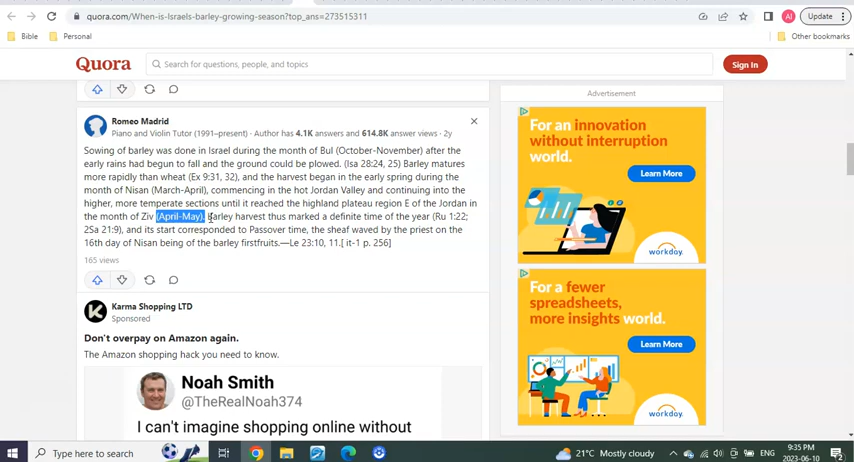 quora.com/When-is-Israels-barley-growing-season?top_ans=273515311
AI
Update
Bible
Personal
Other bookmarks
Quora
Search for questions, people, and topics
Sign In
Romeo Madrid
Piano and Violin Tutor (1991–present) · Author has 4.1K answers and 614.8K answer views · 2y
Sowing of barley was done in Israel during the month of Bul (October-November) after the
early rains had begun to fall and the ground could be plowed. (Isa 28:24, 25) Barley matures
more rapidly than wheat (Ex 9:31, 32), and the harvest began in the early spring during the
month of Nisan (March-April), commencing in the hot Jordan Valley and continuing into the
higher, more temperate sections until it reached the highland plateau region E of the Jordan in
the month of Ziv (April-May). Barley harvest thus marked a definite time of the year (Ru 1:22;
2Sa 21:9), and its start corresponded to Passover time, the sheaf waved by the priest on the
16th day of Nisan being of the barley firstfruits.—Le 23:10, 11.[ it-1 p. 256]
165 views
Karma Shopping LTD
Sponsored
Don't overpay on Amazon again.
The Amazon shopping hack you need to know.
Noah Smith
@TheRealNoah374
I can't imagine shopping online without
Advertisement
For an innovation
without interruption
world.
Learn More
workday.
For a fewer
spreadsheets,
more insights world.
Learn More
workday.
Type here to search
21°C Mostly cloudy
ENG
9:35 PM
2023-06-10
2